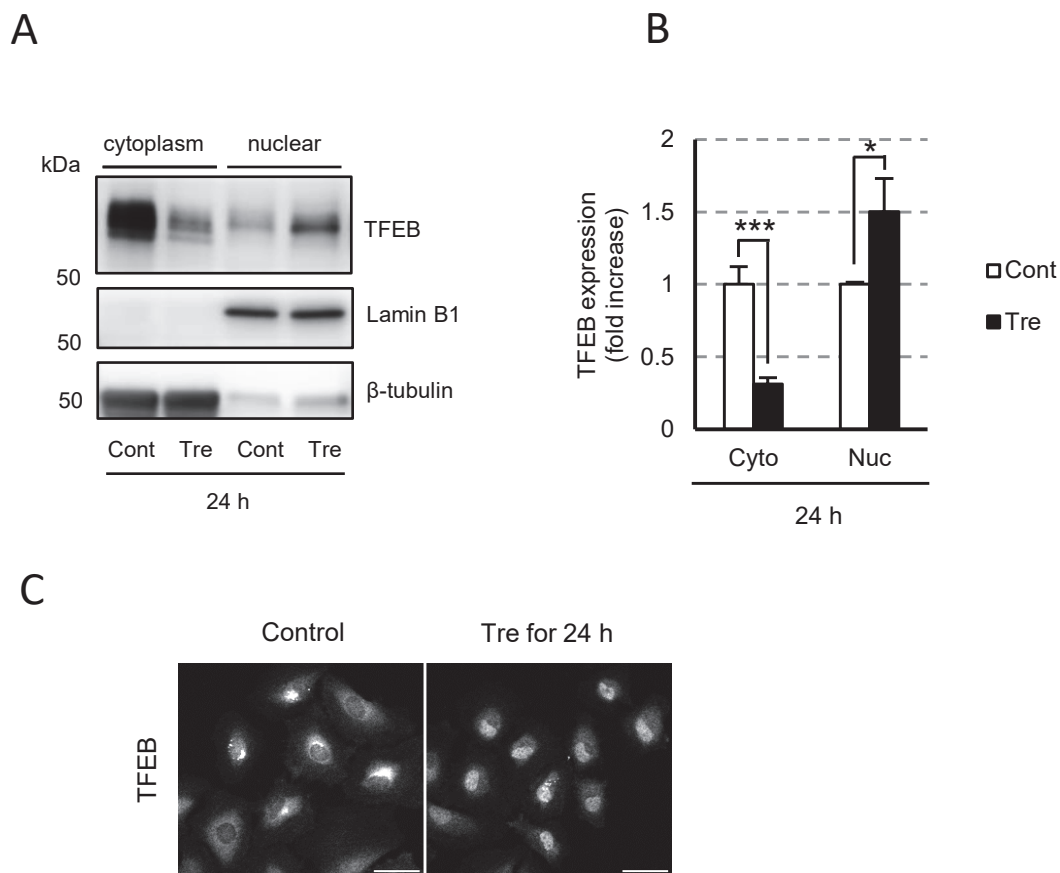 A
cytoplasm nuclear
kDa
TFEB
50
Lamin B1
50
β-tubulin
50
Cont Tre Cont Tre
24 h
B
TFEB expression
(fold increase)
2
1.5
1
0.5
0
***
*
Cyto Nuc
24 h
Cont
Tre
C
Control Tre for 24 h
TFEB